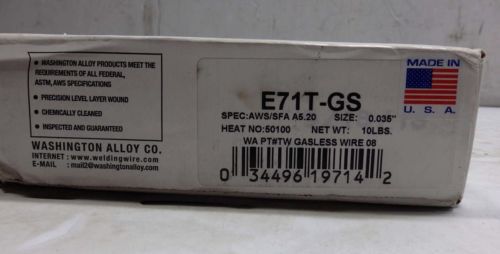 • WASHINGTON ALLOY PRODUCTS MEET THE
REQUIREMENTS OF ALL FEDERAL,
ASTM, AWS SPECIFICATIONS
• PRECISION LEVEL LAYER WOUND
• CHEMICALLY CLEANED
• INSPECTED AND GUARANTEED
WASHINGTON ALLOY CO.
INTERNET : www.weldingwire.com
E-MAIL : mail2@washingtonalloy.com
E71T-GS
SPEC:AWS/SFA A5.20 SIZE: 0.035"
HEAT NO:50100 NET WT: 10LBS.
WA PT#TW GASLESS WIRE 08
0 34496 19714 2
MADE IN
U. S. A.